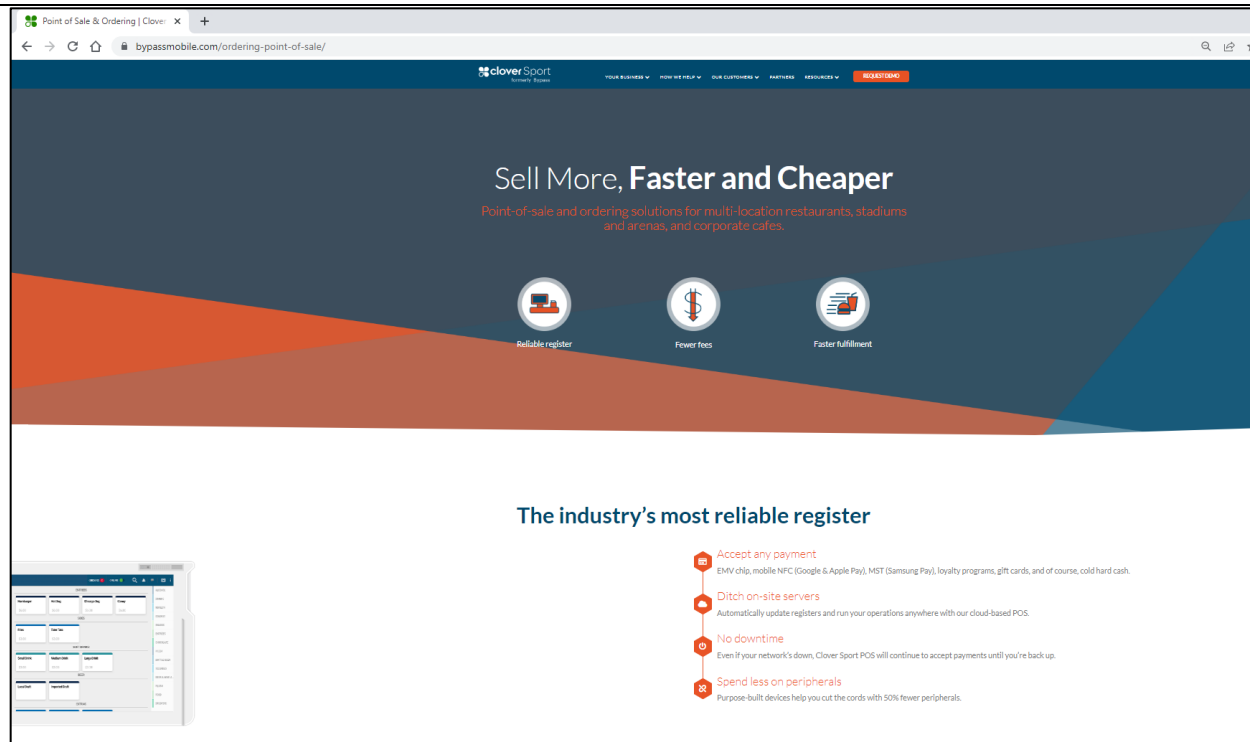 Point of Sale & Ordering | Clover
bypassmobile.com/ordering-point-of-sale/
clover Sport
formerly Bypass
YOUR BUSINESS HOW WE HELP OUR CUSTOMERS PARTNERS RESOURCES REQUEST DEMO
Sell More, Faster and Cheaper
Point-of-sale and ordering solutions for multi-location restaurants, stadiums
and arenas, and corporate cafes.
Reliable register Fewer fees Faster fulfillment
The industry's most reliable register
Accept any payment
EMV chip, mobile NFC (Google & Apple Pay), MST (Samsung Pay), loyalty programs, gift cards, and of course, cold hard cash.
Ditch on-site servers
Automatically update registers and run your operations anywhere with our cloud-based POS.
No downtime
Even if your network's down, Clover Sport POS will continue to accept payments until you're back up.
Spend less on peripherals
Purpose-built devices help you cut the cords with 50% fewer peripherals.